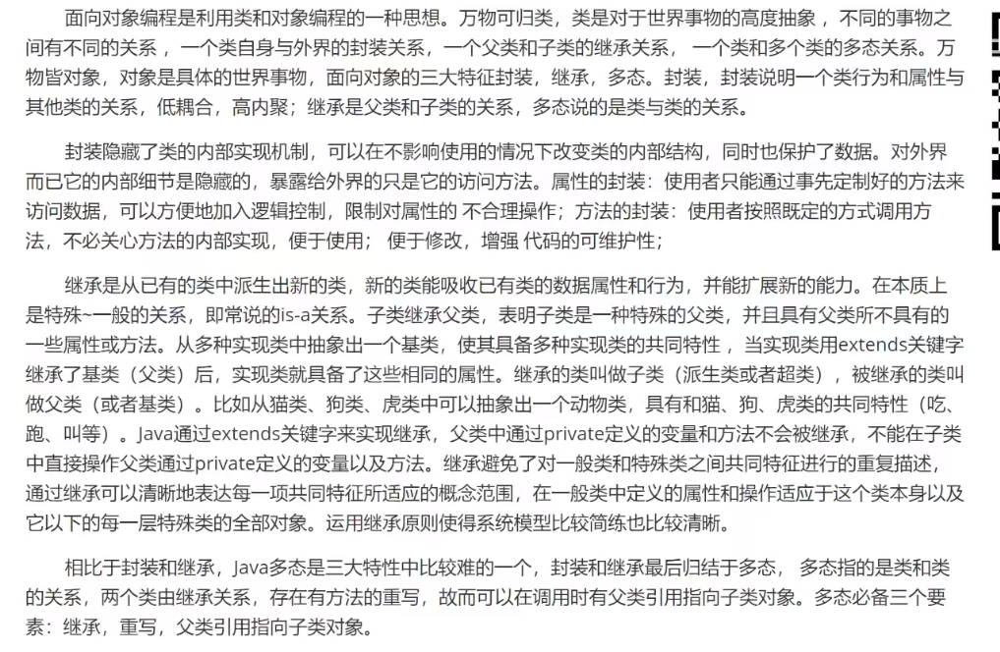 面向对象编程是利用类和对象编程的一种思想。万物可归类，类是对于世界事物的高度抽象 ，不同的事物之
间有不同的关系 ，一个类自身与外界的封装关系，一个父类和子类的继承关系， 一个类和多个类的多态关系。万
物皆对象，对象是具体的世界事物，面向对象的三大特征封装，继承，多态。封装，封装说明一个类行为和属性与
其他类的关系，低耦合，高内聚；继承是父类和子类的关系，多态说的是类与类的关系。
封装隐藏了类的内部实现机制，可以在不影响使用的情况下改变类的内部结构，同时也保护了数据。对外界
而已它的内部细节是隐藏的，暴露给外界的只是它的访问方法。属性的封装：使用者只能通过事先定制好的方法来
访问数据，可以方便地加入逻辑控制，限制对属性的 不合理操作；方法的封装：使用者按照既定的方式调用方
法，不必关心方法的内部实现，便于使用； 便于修改，增强 代码的可维护性；
继承是从已有的类中派生出新的类，新的类能吸收已有类的数据属性和行为，并能扩展新的能力。在本质上
是特殊~一般的关系，即常说的is-a关系。子类继承父类，表明子类是一种特殊的父类，并且具有父类所不具有的
一些属性或方法。从多种实现类中抽象出一个基类，使其具备多种实现类的共同特性 ，当实现类用extends关键字
继承了基类（父类）后，实现类就具备了这些相同的属性。继承的类叫做子类（派生类或者超类），被继承的类叫
做父类（或者基类）。比如从猫类、狗类、虎类中可以抽象出一个动物类，具有和猫、狗、虎类的共同特性（吃、
跑、叫等）。Java通过extends关键字来实现继承，父类中通过private定义的变量和方法不会被继承，不能在子类
中直接操作父类通过private定义的变量以及方法。继承避免了对一般类和特殊类之间共同特征进行的重复描述，
通过继承可以清晰地表达每一项共同特征所适应的概念范围，在一般类中定义的属性和操作适应于这个类本身以及
它以下的每一层特殊类的全部对象。运用继承原则使得系统模型比较简练也比较清晰。
相比于封装和继承，Java多态是三大特性中比较难的一个，封装和继承最后归结于多态， 多态指的是类和类
的关系，两个类由继承关系，存在有方法的重写，故而可以在调用时有父类引用指向子类对象。多态必备三个要
素：继承，重写，父类引用指向子类对象。